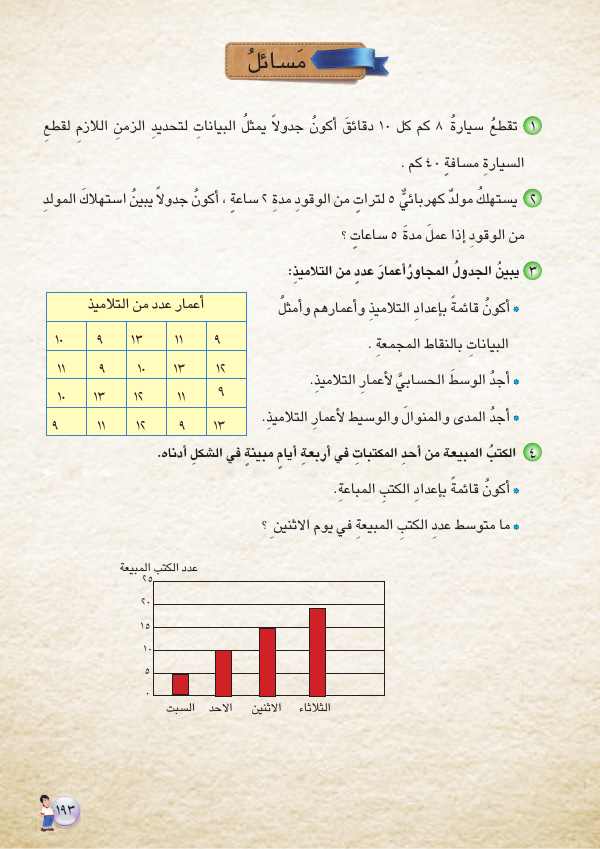 مَسائلُ
١ تقطعُ سيارةُ ٨ كم كل ١٠ دقائقَ أكونُ جدولاً يمثلُ البياناتِ لتحديدِ الزمنِ اللازمِ لقطعِ
السيارةِ مسافةِ ٤٠ كم .
٢ يستهلكُ مولدٌ كهربائيٌّ ٥ لتراتٍ من الوقودِ مدةِ ٢ ساعةٍ ، أكونُ جدولاً يبينُ استهلاكَ المولدِ
من الوقودِ إذا عملَ مدةَ ٥ ساعاتٍ ؟
٣ يبينُ الجدولُ المجاورُ أعمارَ عددٍ من التلاميذِ:
* أكونُ قائمةً بإعدادِ التلاميذِ وأعمارهم وأمثلُ
البياناتِ بالنقاط المجمعةِ .
* أجدُ الوسطَ الحسابيَّ لأعمارِ التلاميذِ.
* أجدُ المدى والمنوالَ والوسيط لأعمارِ التلاميذِ.
أعمار عدد من التلاميذ
٩ ١١ ١٣ ٩ ١٠
١٢ ١٣ ١٠ ٩ ١١
٩ ١١ ١٢ ١٣ ١٠
١٣ ٩ ١٢ ١١ ٩
٤ الكتبُ المبيعة من أحدِ المكتباتِ في أربعةِ أيامٍ مبينةٍ في الشكلِ أدناه.
* أكونُ قائمةً بإعدادِ الكتبِ المباعةِ.
* ما متوسط عددِ الكتبِ المبيعةِ في يوم الاثنينِ ؟
عدد الكتب المبيعة
٢٥
٢٠
١٥
١٠
٥
٠
السبت الاحد الاثنين الثلاثاء
١٩٣